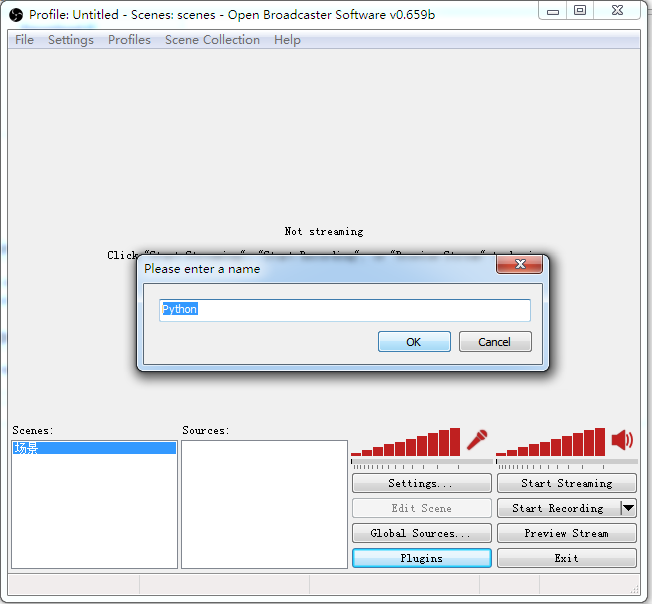 Profile: Untitled - Scenes: scenes - Open Broadcaster Software v0.659b
File Settings Profiles Scene Collection Help
Not streaming
Click
Please enter a name
Python
OK Cancel
Scenes: Sources:
场景
Settings... Start Streaming
Edit Scene Start Recording
Global Sources... Preview Stream
Plugins Exit